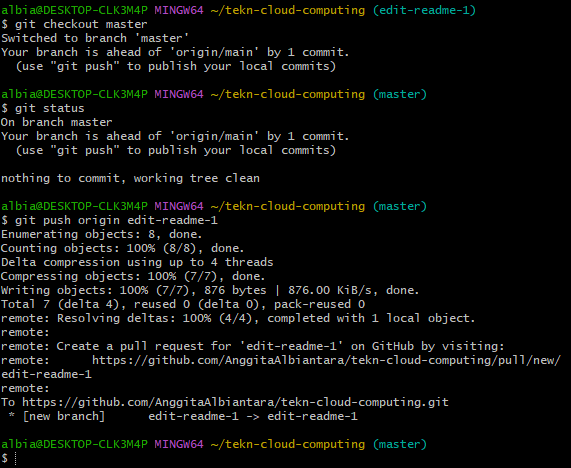 albia@DESKTOP-CLK3M4P MINGW64 ~/tekn-cloud-computing (edit-readme-1)
$ git checkout master
Switched to branch 'master'
Your branch is ahead of 'origin/main' by 1 commit.
  (use "git push" to publish your local commits)

albia@DESKTOP-CLK3M4P MINGW64 ~/tekn-cloud-computing (master)
$ git status
On branch master
Your branch is ahead of 'origin/main' by 1 commit.
  (use "git push" to publish your local commits)

nothing to commit, working tree clean

albia@DESKTOP-CLK3M4P MINGW64 ~/tekn-cloud-computing (master)
$ git push origin edit-readme-1
Enumerating objects: 8, done.
Counting objects: 100% (8/8), done.
Delta compression using up to 4 threads
Compressing objects: 100% (7/7), done.
Writing objects: 100% (7/7), 876 bytes | 876.00 KiB/s, done.
Total 7 (delta 4), reused 0 (delta 0), pack-reused 0
remote: Resolving deltas: 100% (4/4), completed with 1 local object.
remote:
remote: Create a pull request for 'edit-readme-1' on GitHub by visiting:
remote:      https://github.com/AnggitaAlbiantara/tekn-cloud-computing/pull/new/
edit-readme-1
remote:
To https://github.com/AnggitaAlbiantara/tekn-cloud-computing.git
 * [new branch]      edit-readme-1 -> edit-readme-1

albia@DESKTOP-CLK3M4P MINGW64 ~/tekn-cloud-computing (master)
$